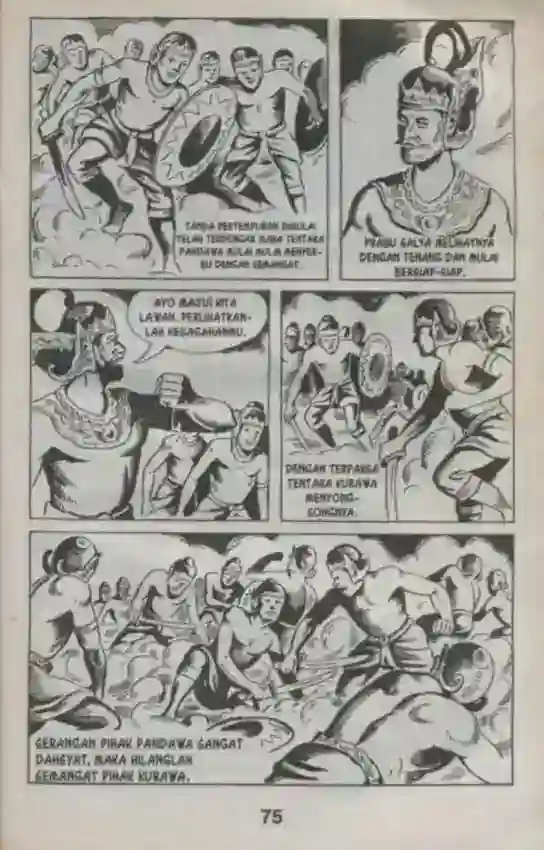 TANDA PERTEMPURAN DIMULAI
TELAH TERDENGAR MAKA TENTARA
PANDAWA MULAI MULAI MENYER-
BU DENGAN SEMANGAT.
PRABU SALYA MELIHATNYA
DENGAN TENANG DAN MULAI
BERSIAP-SIAP.
AYO MAJU! KITA
LAWAN. PERLIHATKAN-
LAH KEGAGAHANMU.
DENGAN TERPAKSA
TENTARA KURAWA
MENYONG-
SONGNYA.
SERANGAN PIHAK PANDAWA SANGAT
DAHSYAT, MAKA HILANGLAH
SEMANGAT PIHAK KURAWA.
75